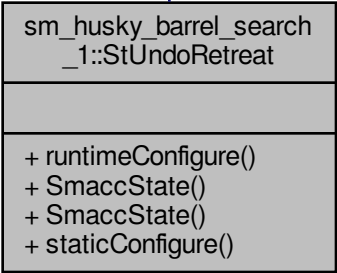 sm_husky_barrel_search
_1::StUndoRetreat
+ runtimeConfigure()
+ SmaccState()
+ SmaccState()
+ staticConfigure()